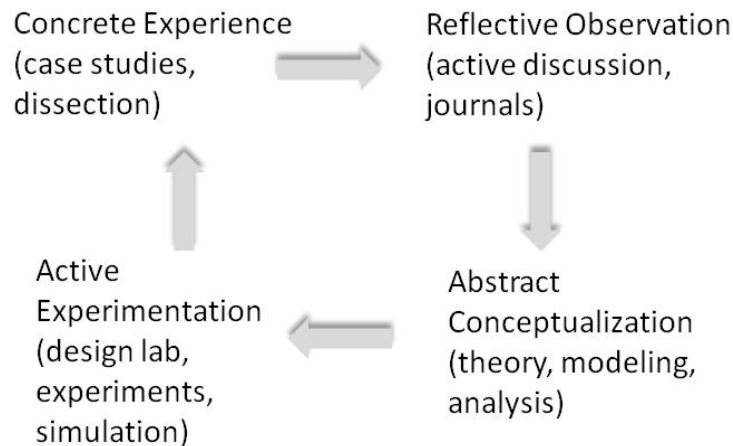 Concrete Experience
(case studies,
dissection)
Reflective Observation
(active discussion,
journals)
Abstract
Conceptualization
(theory, modeling,
analysis)
Active
Experimentation
(design lab,
experiments,
simulation)